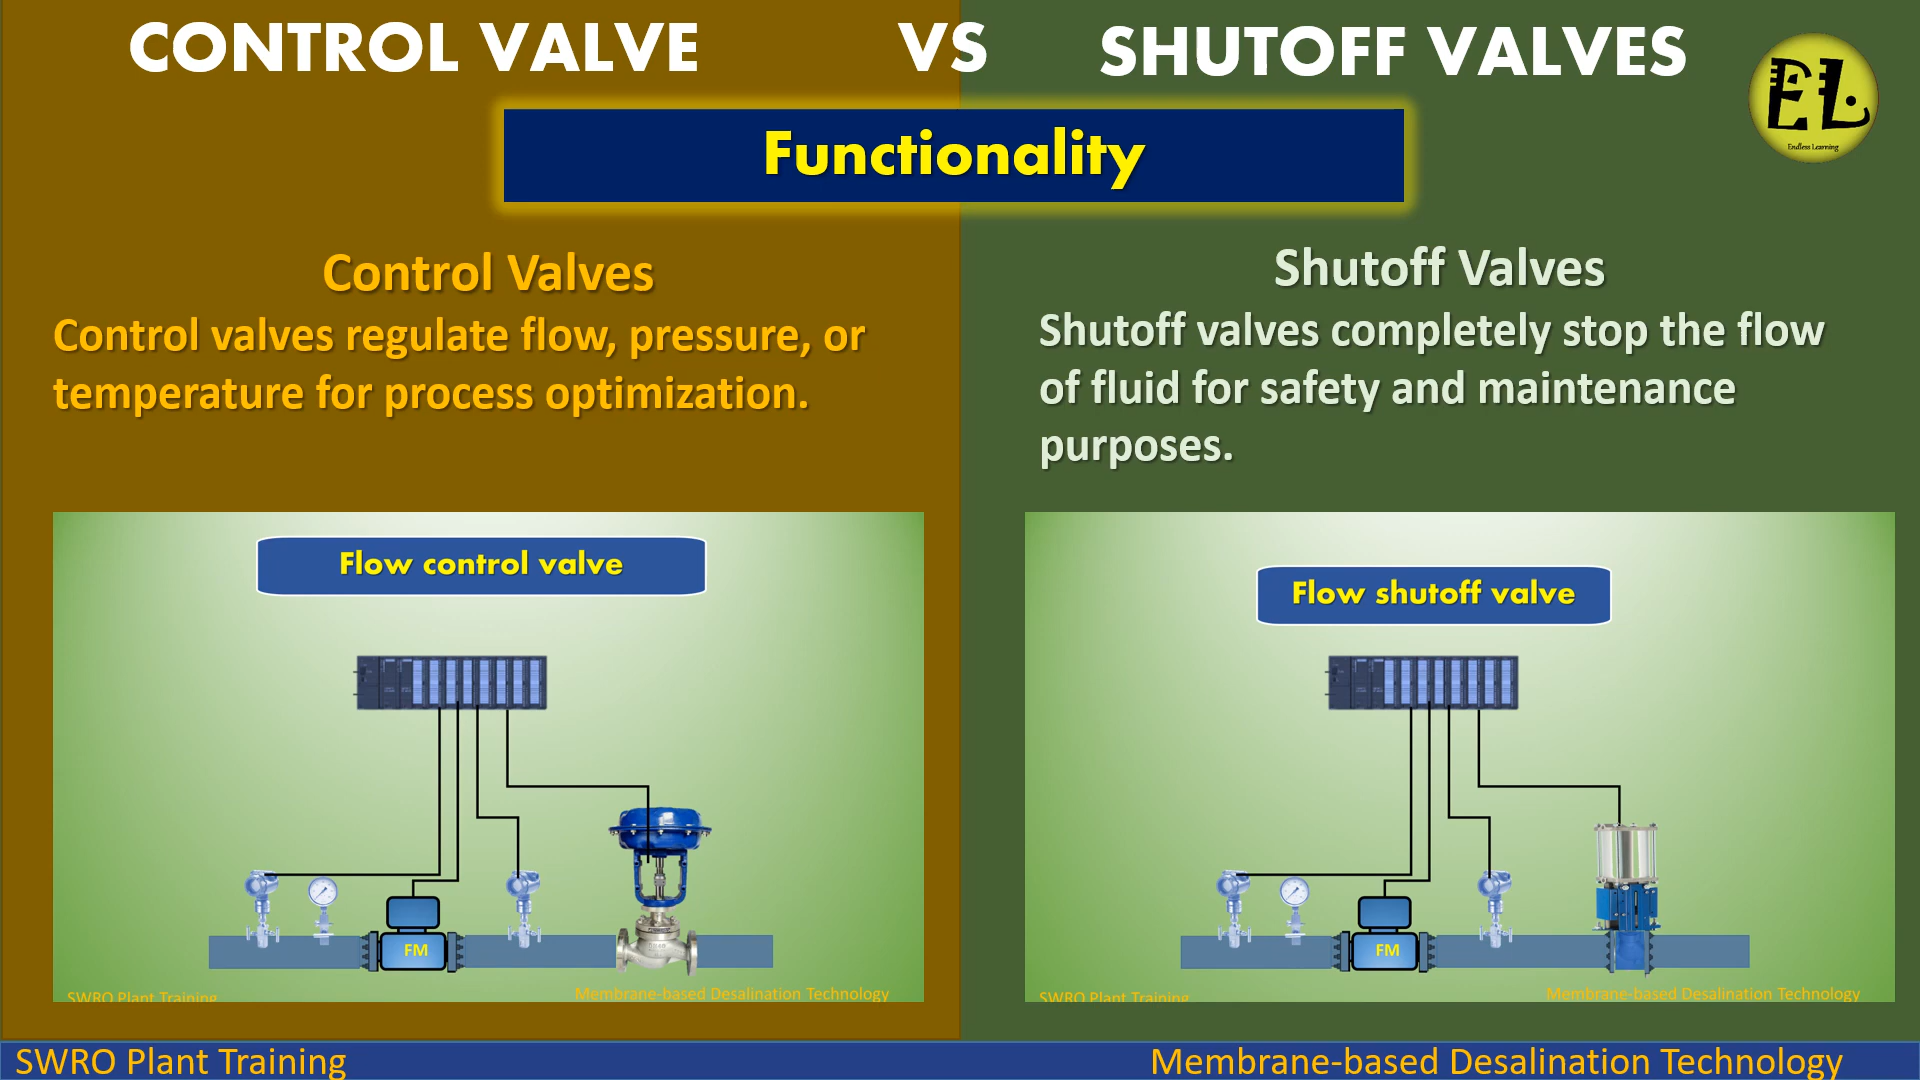 CONTROL VALVE VS SHUTOFF VALVES
EL
Endless Learning
Functionality
Control Valves
Control valves regulate flow, pressure, or
temperature for process optimization.
Shutoff Valves
Shutoff valves completely stop the flow
of fluid for safety and maintenance
purposes.
Flow control valve
FM
SWRO Plant Training
Membrane-based Desalination Technology
Flow shutoff valve
FM
SWRO Plant Training
Membrane-based Desalination Technology
SWRO Plant Training
Membrane-based Desalination Technology